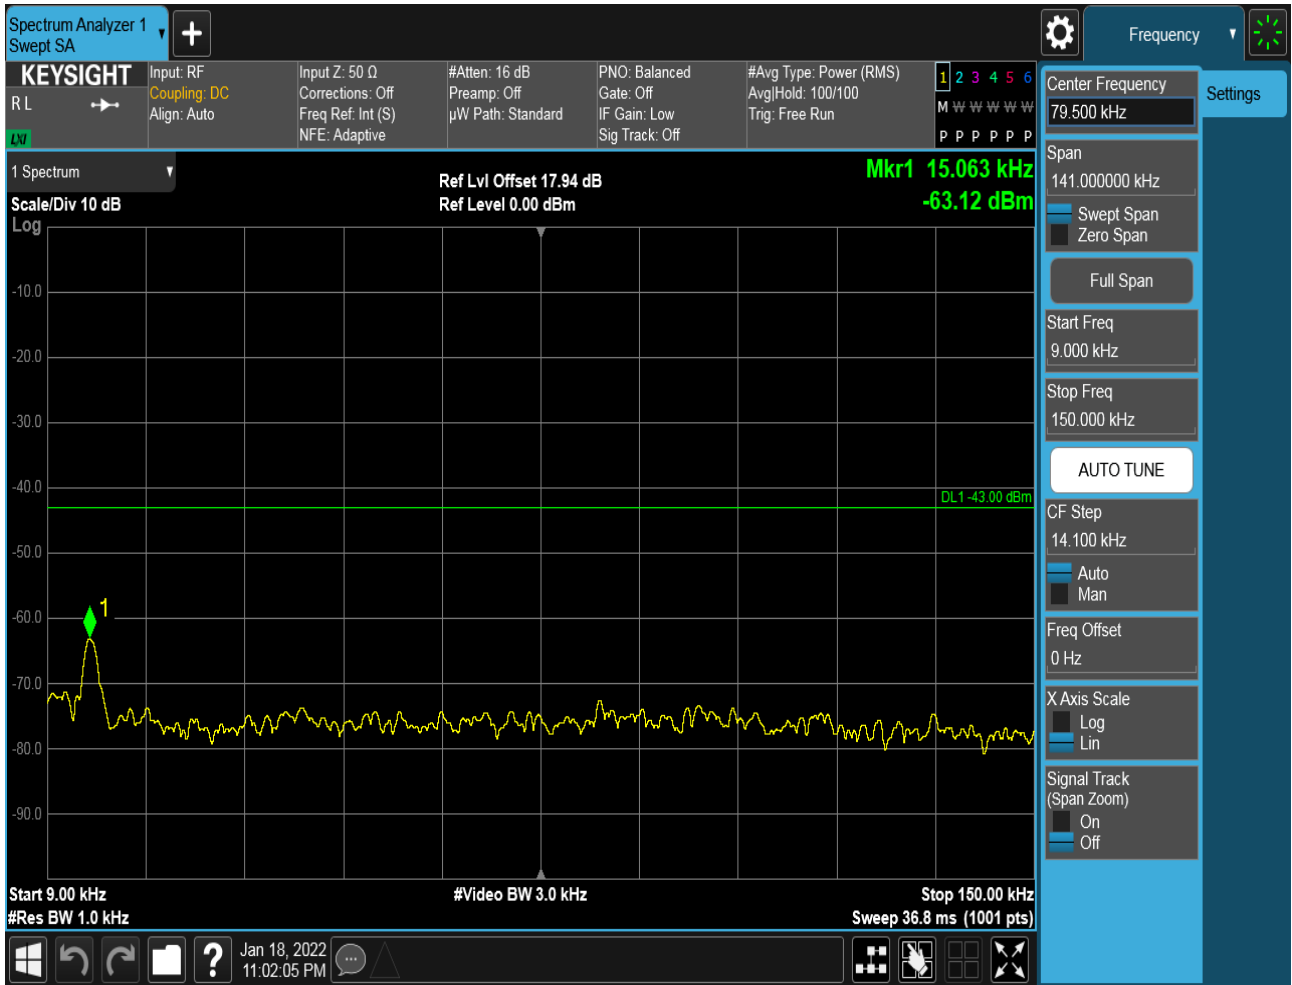 Spectrum Analyzer 1
Swept SA
Frequency
KEYSIGHT
R L
LXI
Input: RF
Coupling: DC
Align: Auto
Input Z: 50 Ω
Corrections: Off
Freq Ref: Int (S)
NFE: Adaptive
#Atten: 16 dB
Preamp: Off
µW Path: Standard
PNO: Balanced
Gate: Off
IF Gain: Low
Sig Track: Off
#Avg Type: Power (RMS)
Avg|Hold: 100/100
Trig: Free Run
1 2 3 4 5 6
M W W W W W
P P P P P P
1 Spectrum
Scale/Div 10 dB
Log
Ref Lvl Offset 17.94 dB
Ref Level 0.00 dBm
Mkr1 15.063 kHz
-63.12 dBm
-10.0
-20.0
-30.0
-40.0
DL1 -43.00 dBm
-50.0
-60.0
1
-70.0
-80.0
-90.0
Start 9.00 kHz
#Video BW 3.0 kHz
Stop 150.00 kHz
#Res BW 1.0 kHz
Sweep 36.8 ms (1001 pts)
?
Jan 18, 2022
11:02:05 PM
Center Frequency
79.500 kHz
Settings
Span
141.000000 kHz
Swept Span
Zero Span
Full Span
Start Freq
9.000 kHz
Stop Freq
150.000 kHz
AUTO TUNE
CF Step
14.100 kHz
Auto
Man
Freq Offset
0 Hz
X Axis Scale
Log
Lin
Signal Track
(Span Zoom)
On
Off